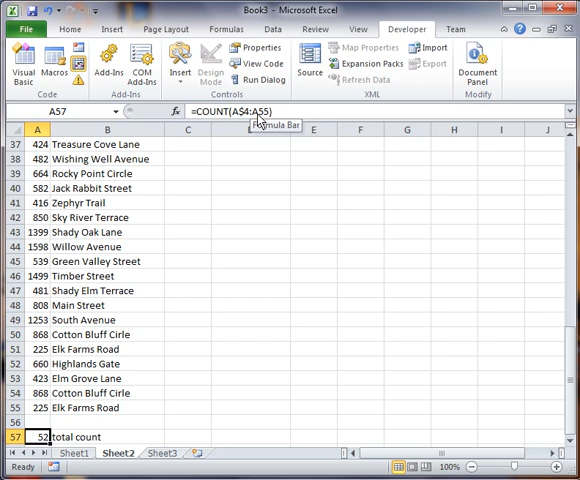 Book3 - Microsoft Excel
File Home Insert Page Layout Formulas Data Review View Developer Team
Visual Basic
Macros
Add-Ins
COM Add-Ins
Insert
Design Mode
Properties
View Code
Run Dialog
Source
Map Properties
Expansion Packs
Refresh Data
Import
Export
Document Panel
Code Add-Ins Controls XML Modify
A57 fx =COUNT(A$4:A55)
Formula Bar
A B C D E F G H I
37 424 Treasure Cove Lane
38 482 Wishing Well Avenue
39 664 Rocky Point Circle
40 582 Jack Rabbit Street
41 416 Zephyr Trail
42 850 Sky River Terrace
43 1399 Shady Oak Lane
44 1598 Willow Avenue
45 539 Green Valley Street
46 1499 Timber Street
47 481 Shady Elm Terrace
48 808 Main Street
49 1253 South Avenue
50 868 Cotton Bluff Cirle
51 225 Elk Farms Road
52 660 Highlands Gate
53 423 Elm Grove Lane
54 868 Cotton Bluff Cirle
55 225 Elk Farms Road
56
57 52 total count
Sheet1 Sheet2 Sheet3
Ready 100%